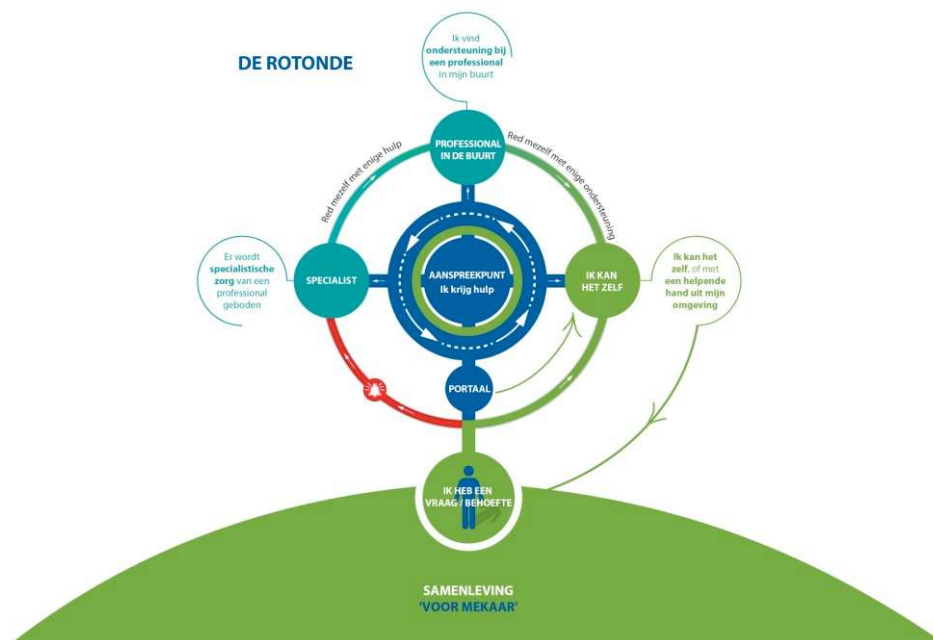 DE ROTONDE
Ik vind
ondersteuning bij
een professional
in mijn buurt
PROFESSIONAL
IN DE BUURT
Red mezelf met enige hulp
Red mezelf met enige ondersteuning
Er wordt
specialistische
zorg van een
professional
geboden
SPECIALIST
AANSPREEKPUNT
Ik krijg hulp
IK KAN
HET ZELF
Ik kan het
zelf, of met
een helpende
hand uit mijn
omgeving
PORTAAL
IK HEB EEN
VRAAG / BEHOEFTE
SAMENLEVING
'VOOR MEKAAR'